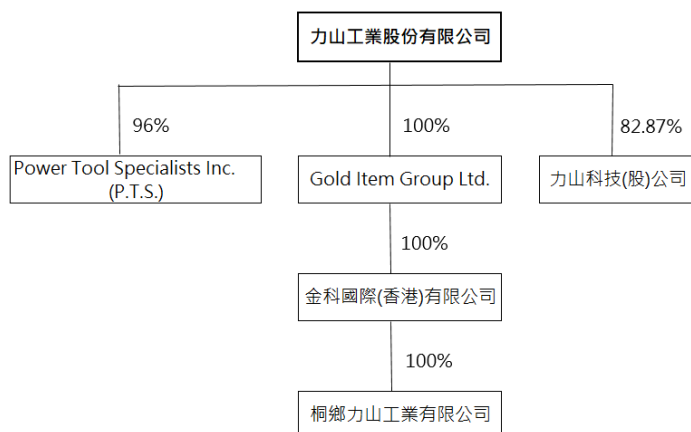 力山工業股份有限公司
96%
100%
82.87%
Power Tool Specialists Inc.
(P.T.S.)
Gold Item Group Ltd.
力山科技(股)公司
100%
金科國際(香港)有限公司
100%
桐鄉力山工業有限公司